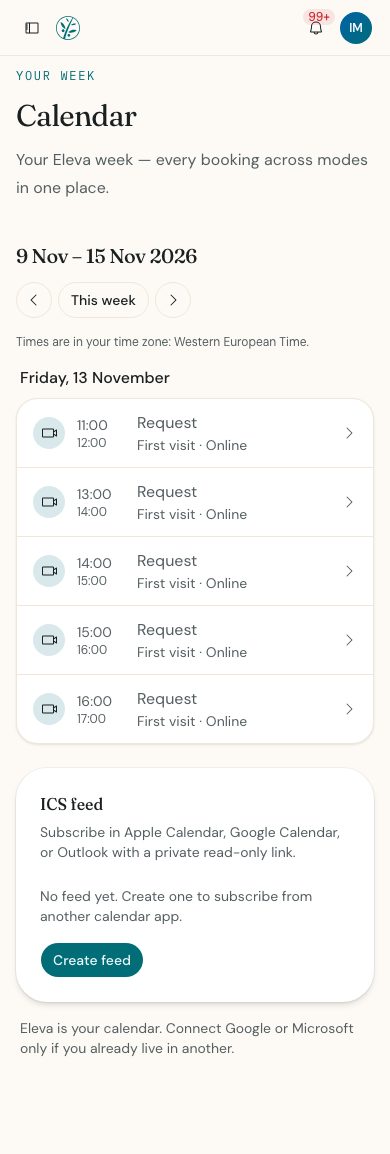 99+
IM
YOUR WEEK
Calendar
Your Eleva week — every booking across modes
in one place.
9 Nov – 15 Nov 2026
This week
Times are in your time zone: Western European Time.
Friday, 13 November
11:00 Request
12:00 First visit · Online
13:00 Request
14:00 First visit · Online
14:00 Request
15:00 First visit · Online
15:00 Request
16:00 First visit · Online
16:00 Request
17:00 First visit · Online
ICS feed
Subscribe in Apple Calendar, Google Calendar,
or Outlook with a private read-only link.
No feed yet. Create one to subscribe from
another calendar app.
Create feed
Eleva is your calendar. Connect Google or Microsoft
only if you already live in another.